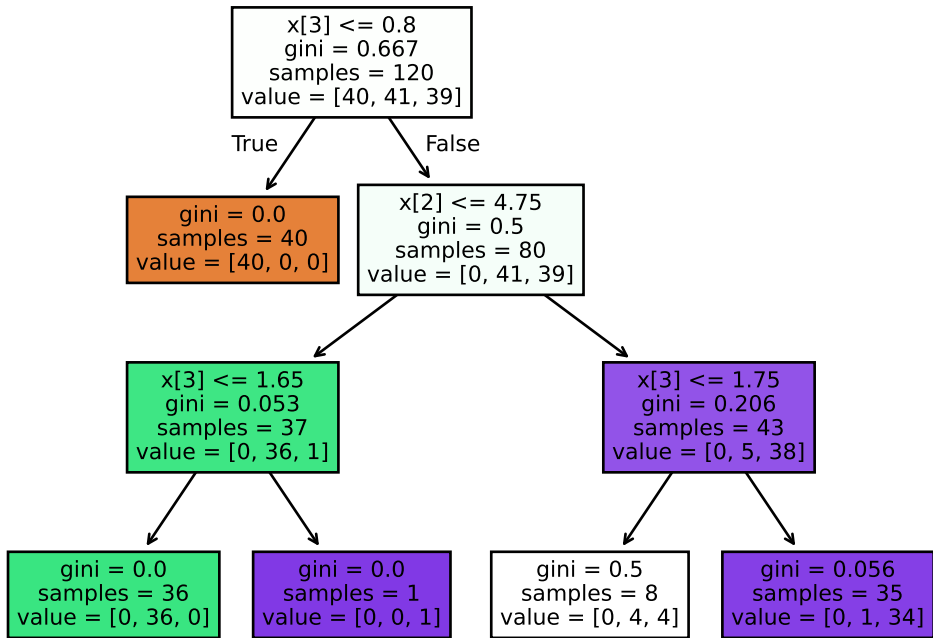 x[3] <= 0.8
gini = 0.667
samples = 120
value = [40, 41, 39]
True
False
gini = 0.0
samples = 40
value = [40, 0, 0]
x[2] <= 4.75
gini = 0.5
samples = 80
value = [0, 41, 39]
x[3] <= 1.65
gini = 0.053
samples = 37
value = [0, 36, 1]
x[3] <= 1.75
gini = 0.206
samples = 43
value = [0, 5, 38]
gini = 0.0
samples = 36
value = [0, 36, 0]
gini = 0.0
samples = 1
value = [0, 0, 1]
gini = 0.5
samples = 8
value = [0, 4, 4]
gini = 0.056
samples = 35
value = [0, 1, 34]